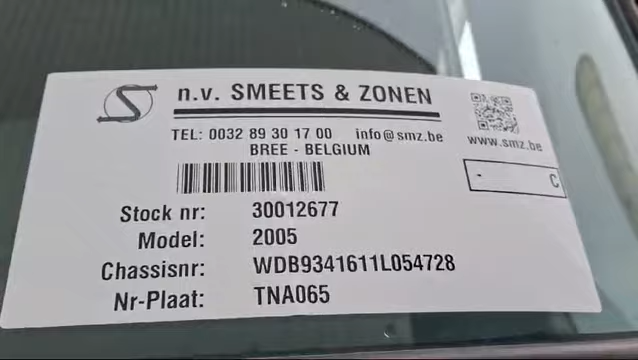 n.v. SMEETS & ZONEN
TEL: 0032 89 30 17 00 info@smz.be
BREE - BELGIUM
www.smz.be
- C
Stock nr: 30012677
Model: 2005
Chassisnr: WDB9341611L054728
Nr-Plaat: TNA065